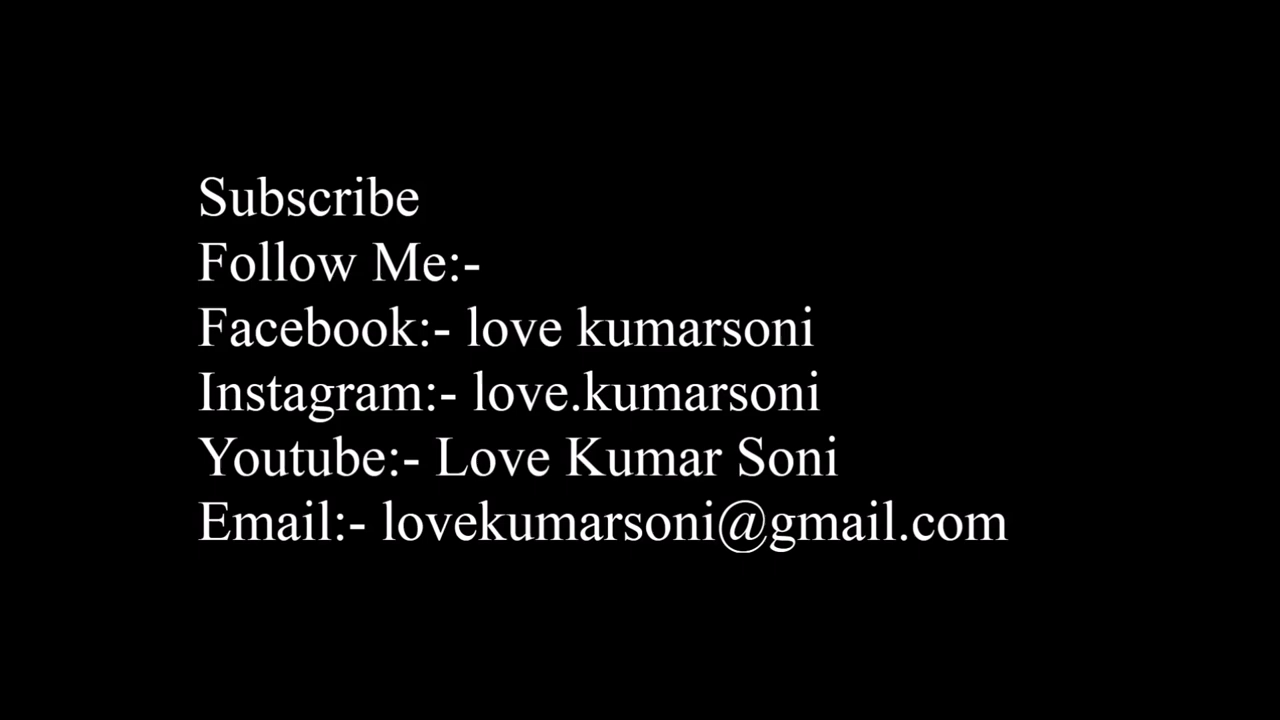 Subscribe
Follow Me:-
Facebook:- love kumarsoni
Instagram:- love.kumarsoni
Youtube:- Love Kumar Soni
Email:- lovekumarsoni@gmail.com